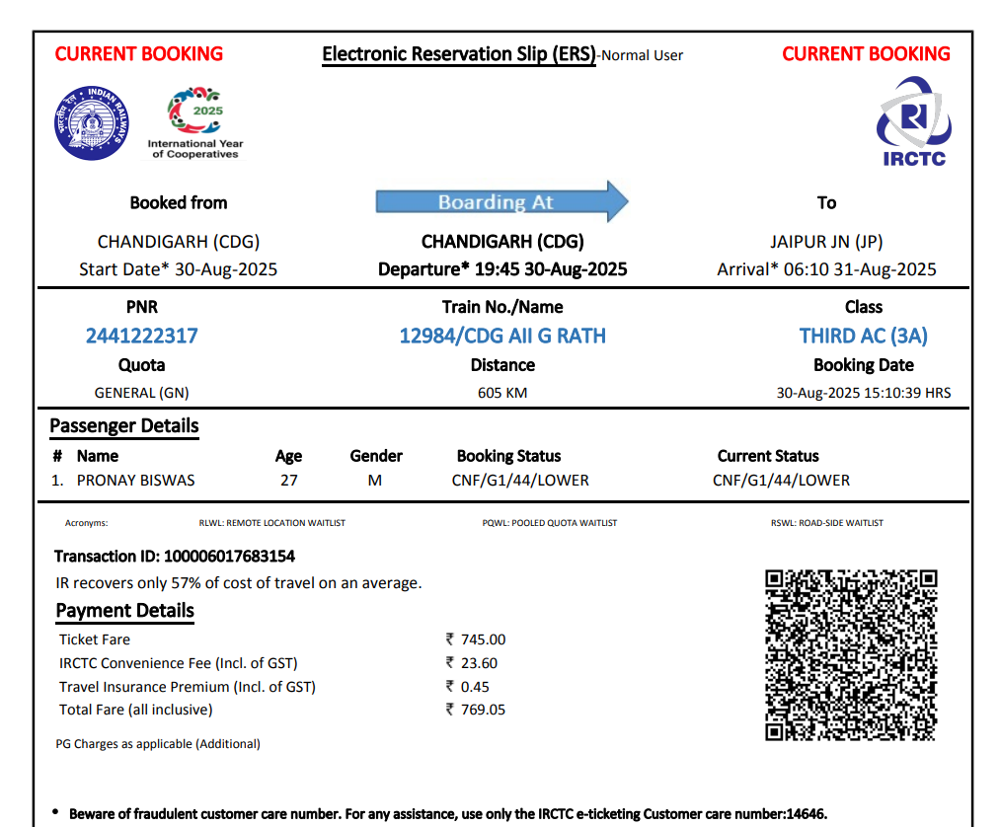 CURRENT BOOKING Electronic Reservation Slip (ERS)-Normal User CURRENT BOOKING
भारतीय रेल INDIAN RAILWAYS
2025
International Year
of Cooperatives
IRCTC
Booked from Boarding At To
CHANDIGARH (CDG) CHANDIGARH (CDG) JAIPUR JN (JP)
Start Date* 30-Aug-2025 Departure* 19:45 30-Aug-2025 Arrival* 06:10 31-Aug-2025
PNR Train No./Name Class
2441222317 12984/CDG AII G RATH THIRD AC (3A)
Quota Distance Booking Date
GENERAL (GN) 605 KM 30-Aug-2025 15:10:39 HRS
Passenger Details
# Name Age Gender Booking Status Current Status
1. PRONAY BISWAS 27 M CNF/G1/44/LOWER CNF/G1/44/LOWER
Acronyms: RLWL: REMOTE LOCATION WAITLIST PQWL: POOLED QUOTA WAITLIST RSWL: ROAD-SIDE WAITLIST
Transaction ID: 100006017683154
IR recovers only 57% of cost of travel on an average.
Payment Details
Ticket Fare ₹ 745.00
IRCTC Convenience Fee (Incl. of GST) ₹ 23.60
Travel Insurance Premium (Incl. of GST) ₹ 0.45
Total Fare (all inclusive) ₹ 769.05
PG Charges as applicable (Additional)
• Beware of fraudulent customer care number. For any assistance, use only the IRCTC e-ticketing Customer care number:14646.